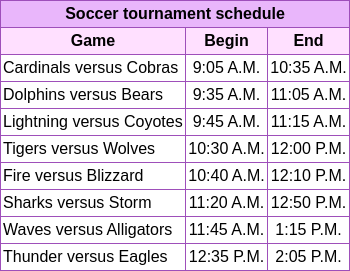 Soccer tournament schedule
Game Begin End
Cardinals versus Cobras 9:05 A.M. 10:35 A.M.
Dolphins versus Bears 9:35 A.M. 11:05 A.M.
Lightning versus Coyotes 9:45 A.M. 11:15 A.M.
Tigers versus Wolves 10:30 A.M. 12:00 P.M.
Fire versus Blizzard 10:40 A.M. 12:10 P.M.
Sharks versus Storm 11:20 A.M. 12:50 P.M.
Waves versus Alligators 11:45 A.M. 1:15 P.M.
Thunder versus Eagles 12:35 P.M. 2:05 P.M.